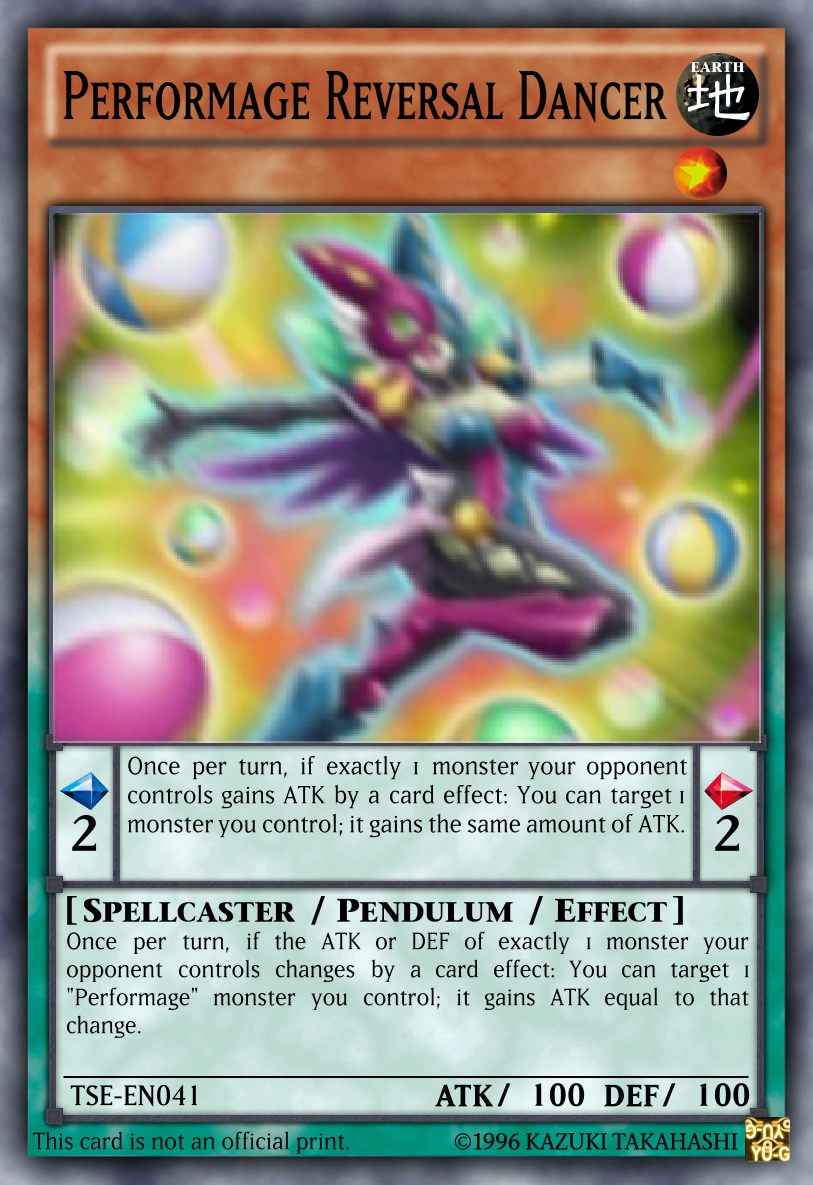 PERFORMAGE REVERSAL DANCER
EARTH
地
Once per turn, if exactly 1 monster your opponent
controls gains ATK by a card effect: You can target 1
monster you control; it gains the same amount of ATK.
2
2
[ SPELLCASTER / PENDULUM / EFFECT ]
Once per turn, if the ATK or DEF of exactly 1 monster your
opponent controls changes by a card effect: You can target 1
"Performage" monster you control; it gains ATK equal to that
change.
TSE-EN041
ATK/ 100 DEF/ 100
This card is not an official print.
©1996 KAZUKI TAKAHASHI